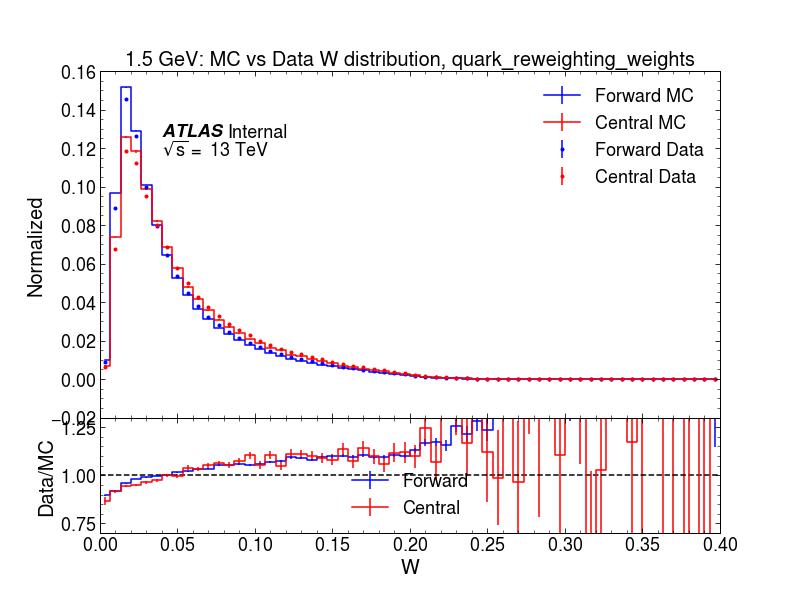 1.5 GeV: MC vs Data W distribution, quark_reweighting_weights
0.16
0.14
0.12
0.10
0.08
0.06
0.04
0.02
0.00
−0.02
Normalized
ATLAS Internal
√s = 13 TeV
Forward MC
Central MC
Forward Data
Central Data
1.25
1.00
0.75
Data/MC
Forward
Central
0.00 0.05 0.10 0.15 0.20 0.25 0.30 0.35 0.40
W